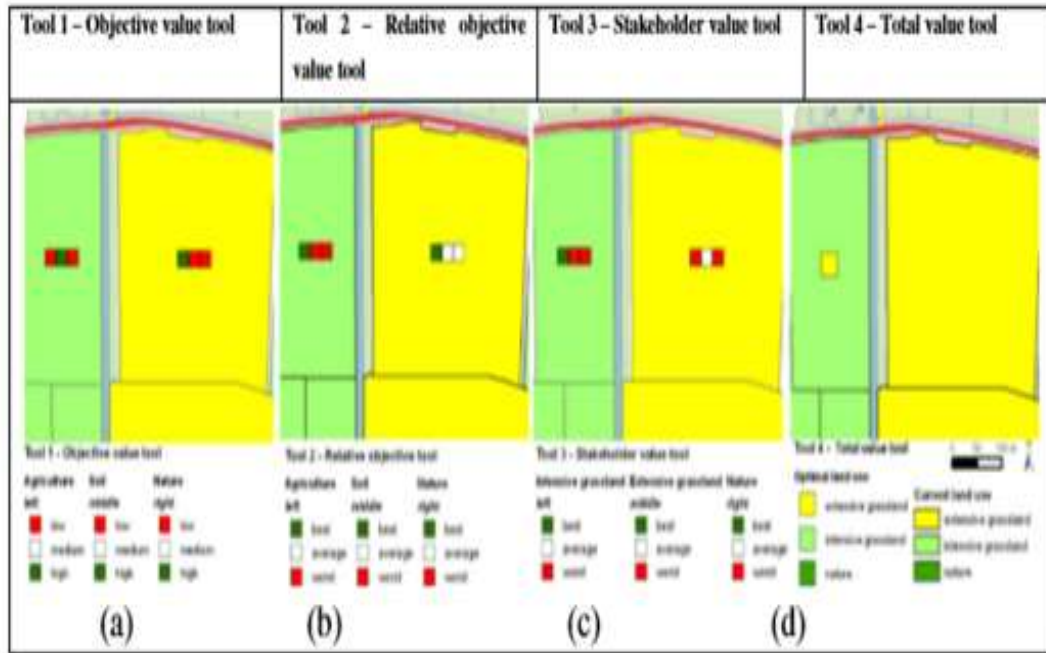 Tool 1 – Objective value tool
Tool 2 – Relative objective
value tool
Tool 3 – Stakeholder value tool
Tool 4 – Total value tool
Tool 1 - Objective value tool
Agriculture Soil Nature
left middle right
low low low
medium medium medium
high high high
(a)
Tool 2 - Relative objective tool
Agriculture Soil Nature
left middle right
best best best
average average average
worst worst worst
(b)
Tool 3 - Stakeholder value tool
Intensive grassland Extensive grassland Nature
left middle right
best best best
average average average
worst worst worst
(c)
Tool 4 - Total value tool
Optimal land use
extensive grassland
intensive grassland
nature
Current land use
extensive grassland
intensive grassland
nature
(d)